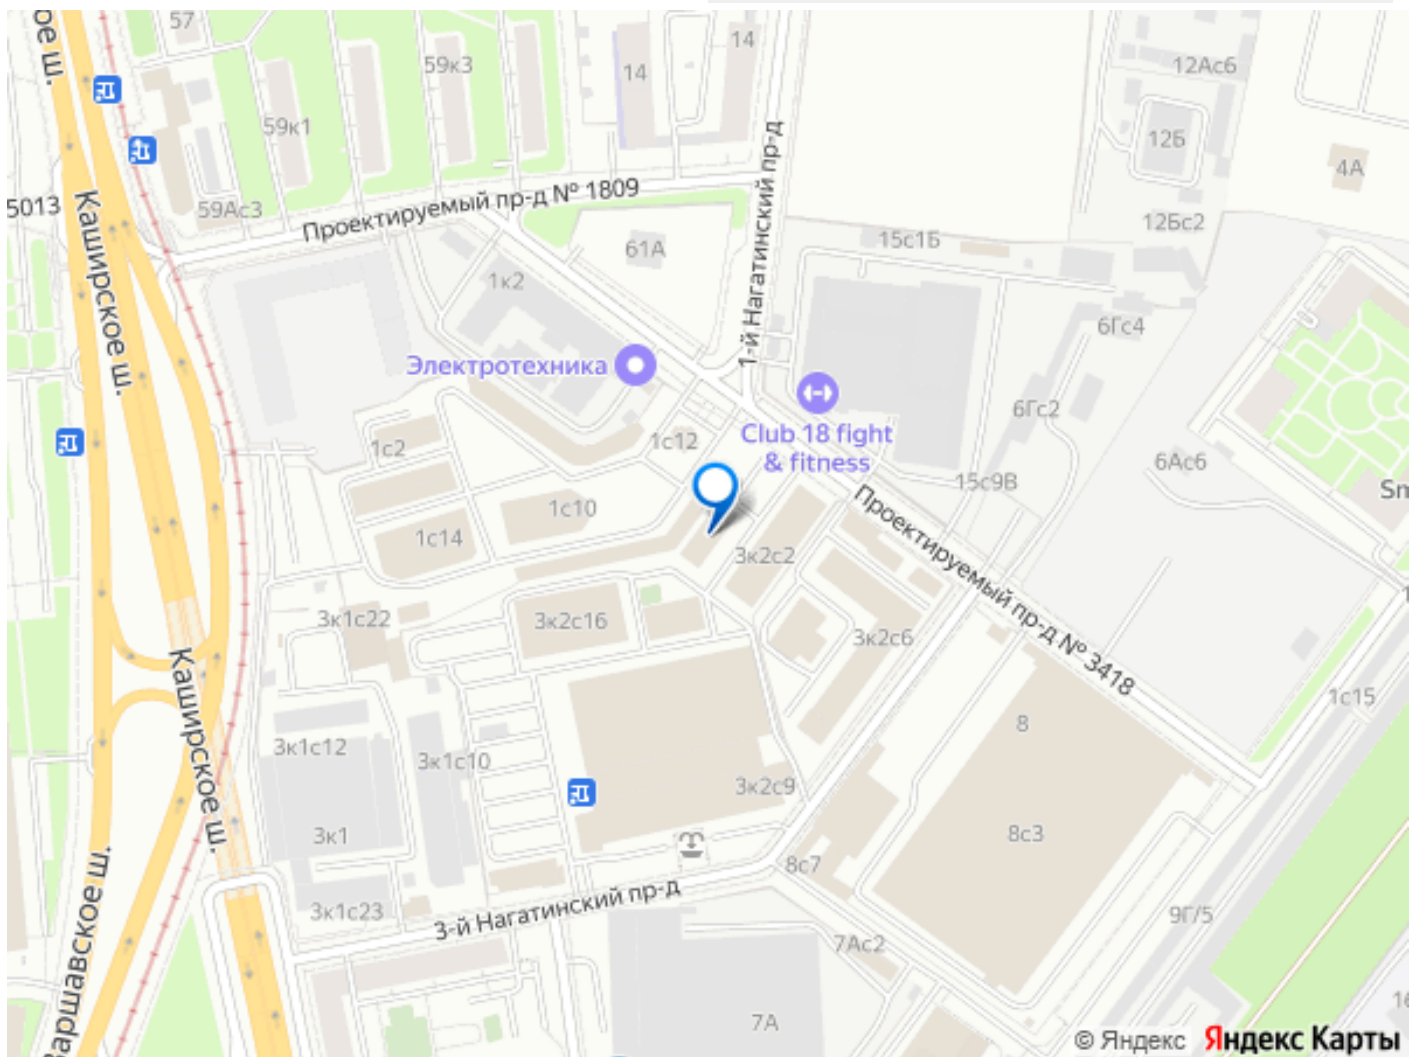 ое ш.
57
59к3
14
14
12Ас6
59к1
12Б
4А
5013
59Ас3
Проектируемый пр-д № 1809
12Бс2
Каширское ш.
61А
15с1Б
1-й Нагатинский пр-д
1к2
6Гс4
Электротехника
6Гс2
Club 18 fight
& fitness
1с2
1с12
6Ас6
15с9В
Sm
1с10
1с14
3к2с2
Проектируемый пр-д № 3418
3к1с22
3к2с16
3к2с6
Каширское ш.
1с15
8
3к1с12
3к1с10
3к2с9
3к1
8с3
8с7
3-й Нагатинский пр-д
3к1с23
7Ас2
9Г/5
Варшавское ш.
7А
16
© Яндекс Яндекс Карты